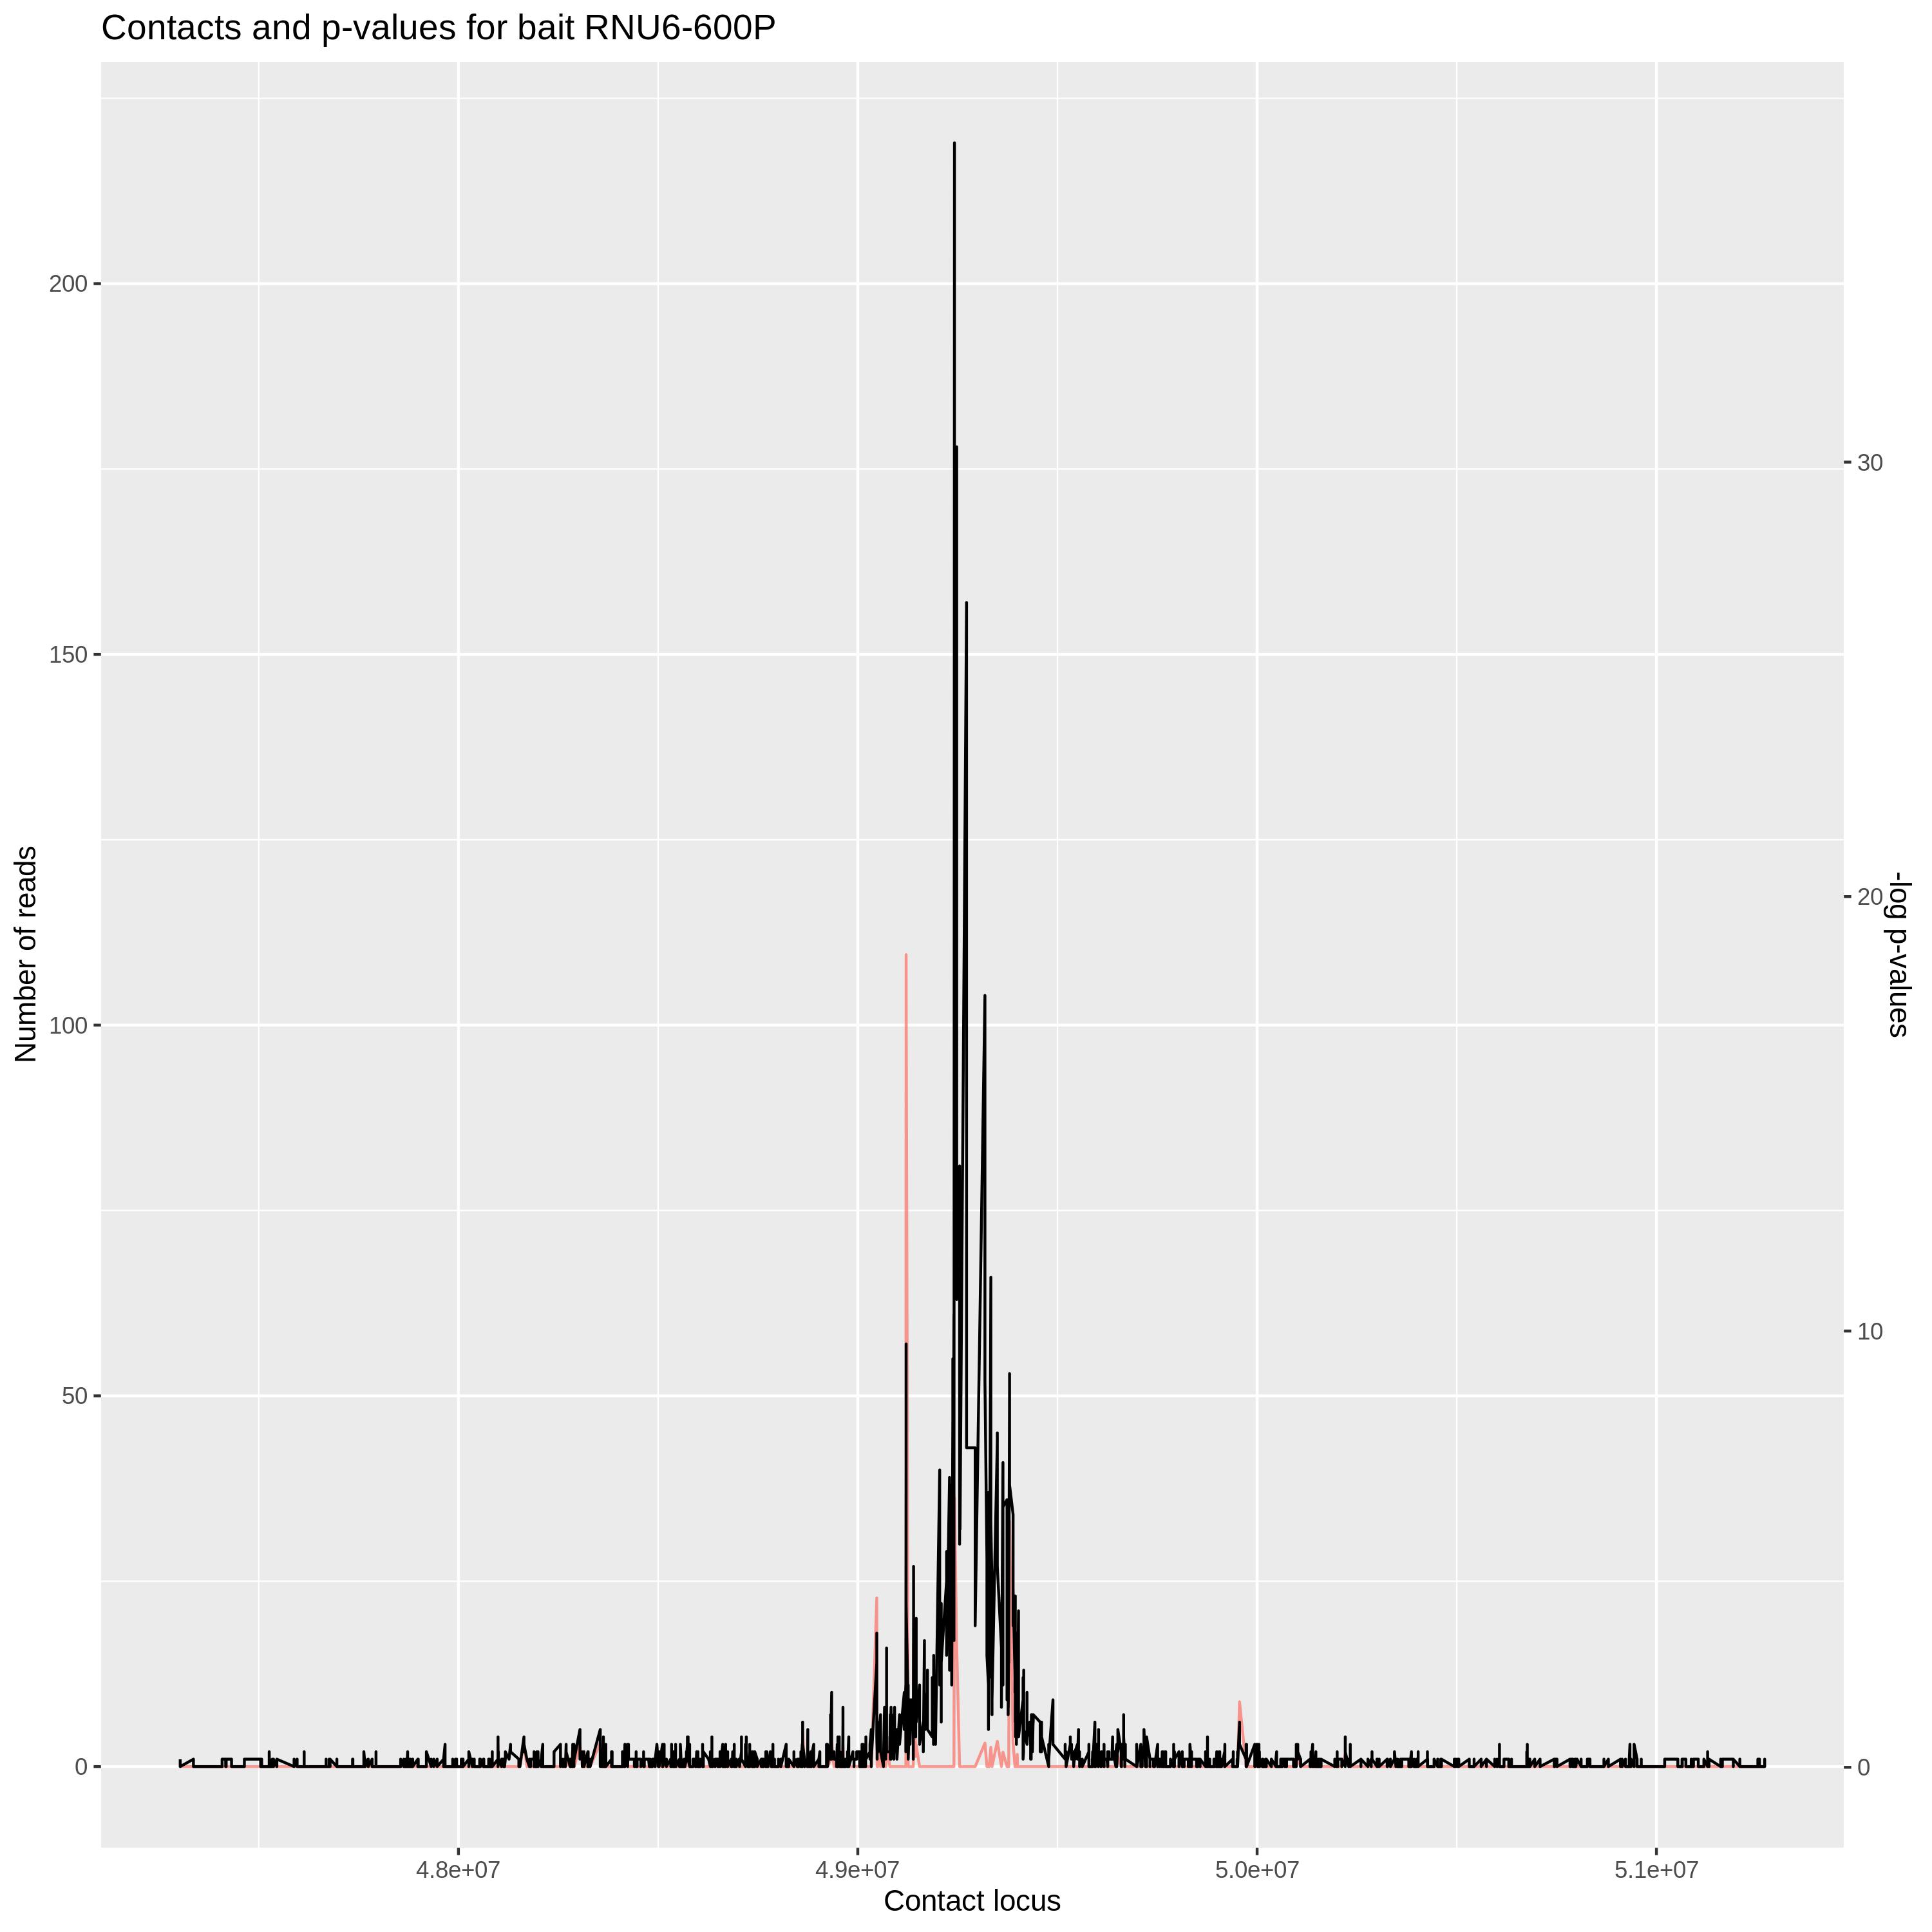 Contacts and p-values for bait RNU6-600P
200
150
100
50
0
Number of reads
30
20
10
0
-log p-values
4.8e+07
4.9e+07
5.0e+07
5.1e+07
Contact locus